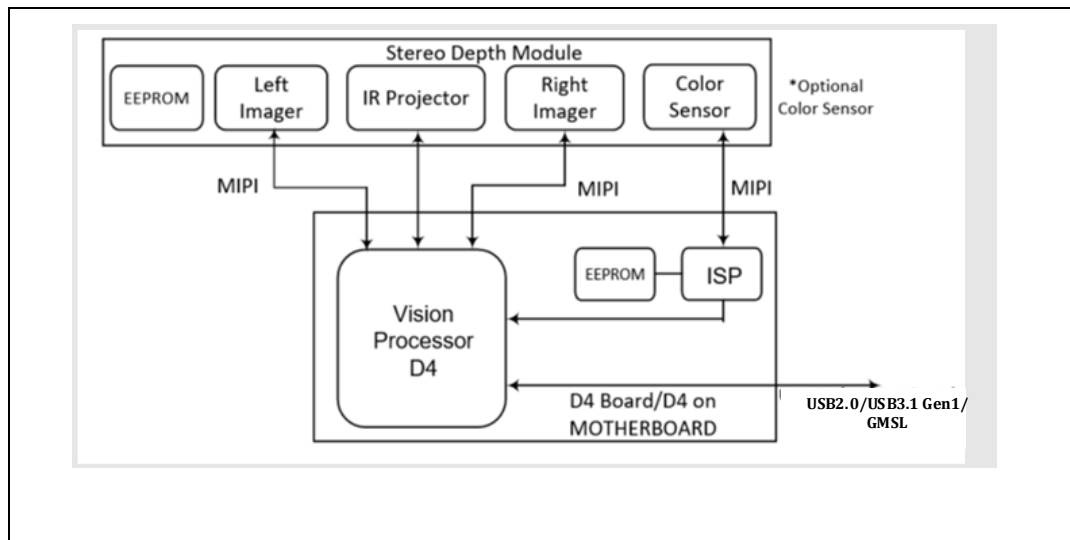 Stereo Depth Module
EEPROM
Left
Imager
IR Projector
Right
Imager
Color
Sensor
*Optional
Color Sensor
MIPI
MIPI
MIPI
Vision
Processor
D4
EEPROM
ISP
D4 Board/D4 on
MOTHERBOARD
USB2.0/USB3.1 Gen1/
GMSL